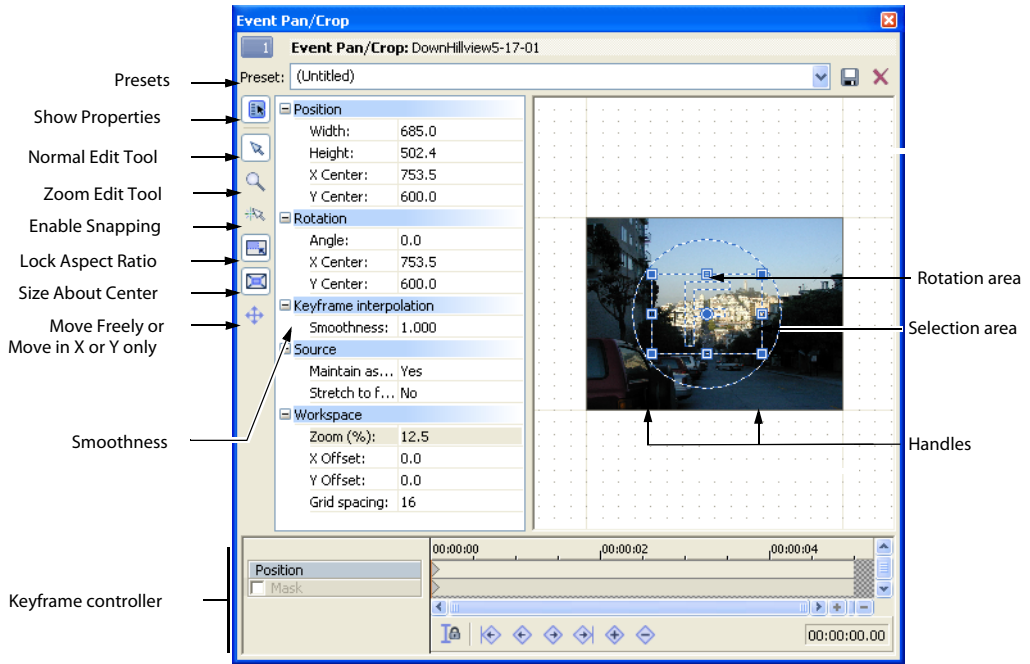 Event Pan/Crop
1
Event Pan/Crop: DownHillview5-17-01
Presets
Preset:
(Untitled)
Show Properties
Normal Edit Tool
Zoom Edit Tool
Enable Snapping
Lock Aspect Ratio
Size About Center
Move Freely or
Move in X or Y only
Smoothness
Position
Width: 685.0
Height: 502.4
X Center: 753.5
Y Center: 600.0
Rotation
Angle: 0.0
X Center: 753.5
Y Center: 600.0
Keyframe interpolation
Smoothness: 1.000
Source
Maintain as... Yes
Stretch to f... No
Workspace
Zoom (%): 12.5
X Offset: 0.0
Y Offset: 0.0
Grid spacing: 16
Rotation area
Selection area
Handles
Keyframe controller
00:00:00
00:00:02
00:00:04
Position
Mask
00:00:00.00